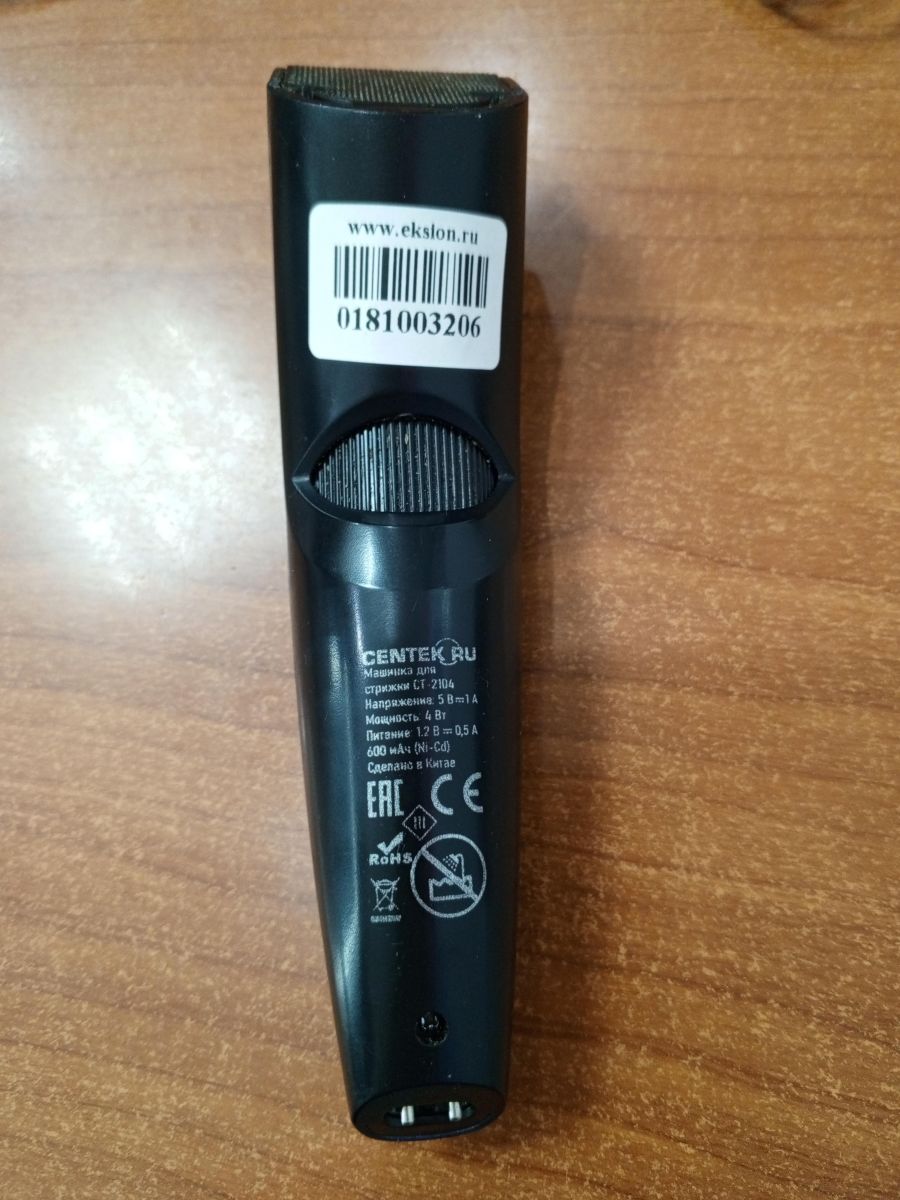 www.eksion.ru
0181003206
CENTEK.RU
Машинка для
стрижки CT-2104
Напряжение: 5 В⎓1 А
Мощность: 4 Вт
Питание: 1.2 В ⎓ 0,5 А
600 мАч (Ni-Cd)
Сделано в Китае
EAC CE
RoHS